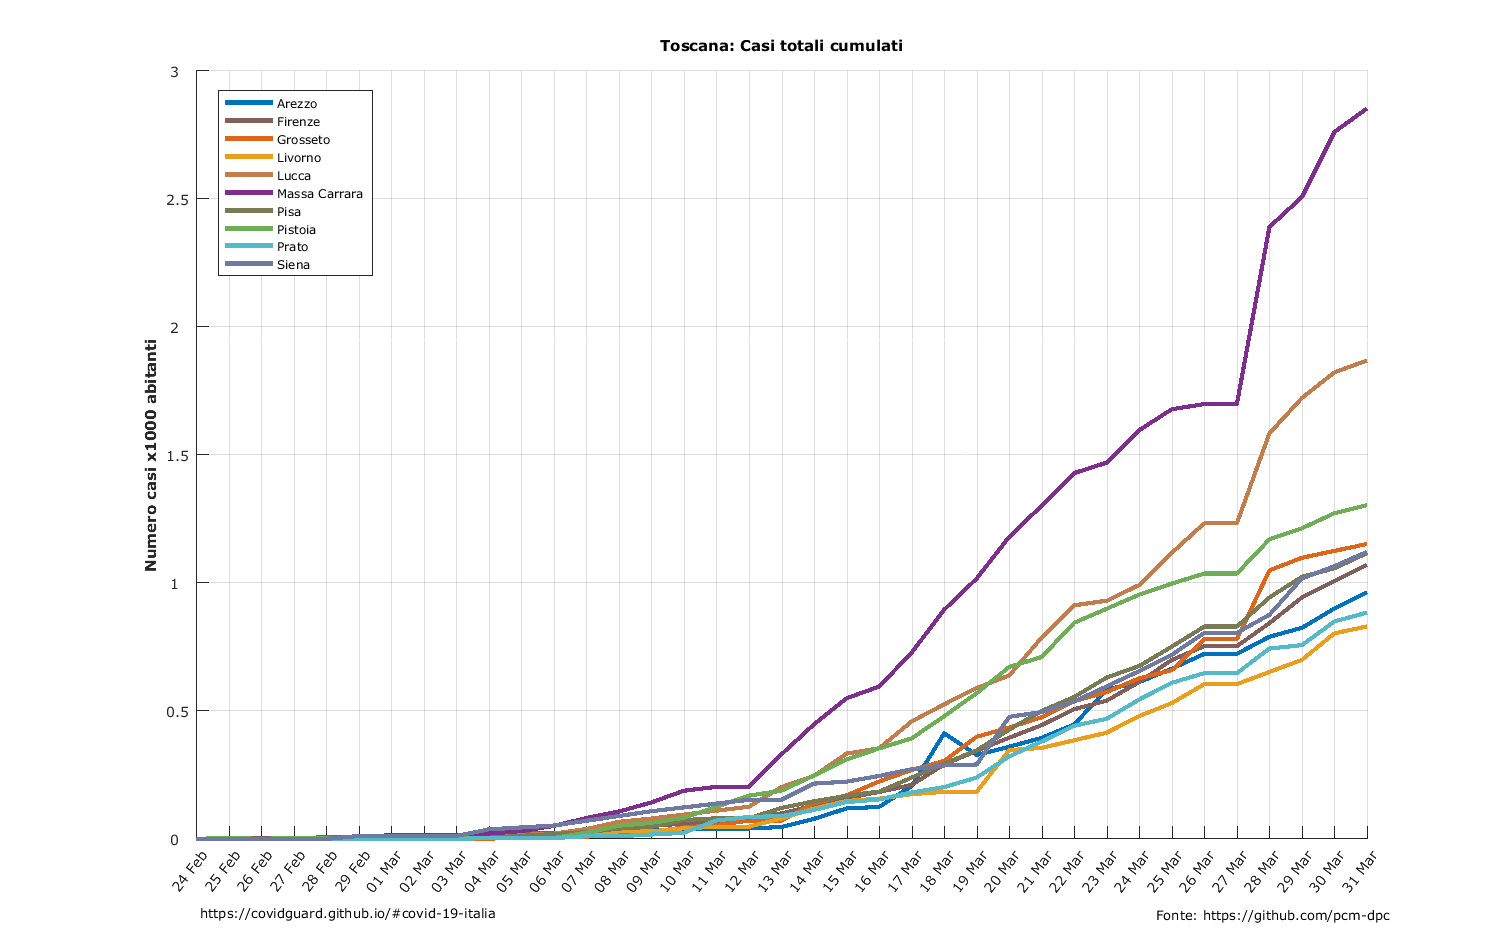 Toscana: Casi totali cumulati
Numero casi x1000 abitanti
3
2.5
2
1.5
1
0.5
0
Arezzo
Firenze
Grosseto
Livorno
Lucca
Massa Carrara
Pisa
Pistoia
Prato
Siena
24 Feb
25 Feb
26 Feb
27 Feb
28 Feb
29 Feb
01 Mar
02 Mar
03 Mar
04 Mar
05 Mar
06 Mar
07 Mar
08 Mar
09 Mar
10 Mar
11 Mar
12 Mar
13 Mar
14 Mar
15 Mar
16 Mar
17 Mar
18 Mar
19 Mar
20 Mar
21 Mar
22 Mar
23 Mar
24 Mar
25 Mar
26 Mar
27 Mar
28 Mar
29 Mar
30 Mar
31 Mar
https://covidguard.github.io/#covid-19-italia
Fonte: https://github.com/pcm-dpc